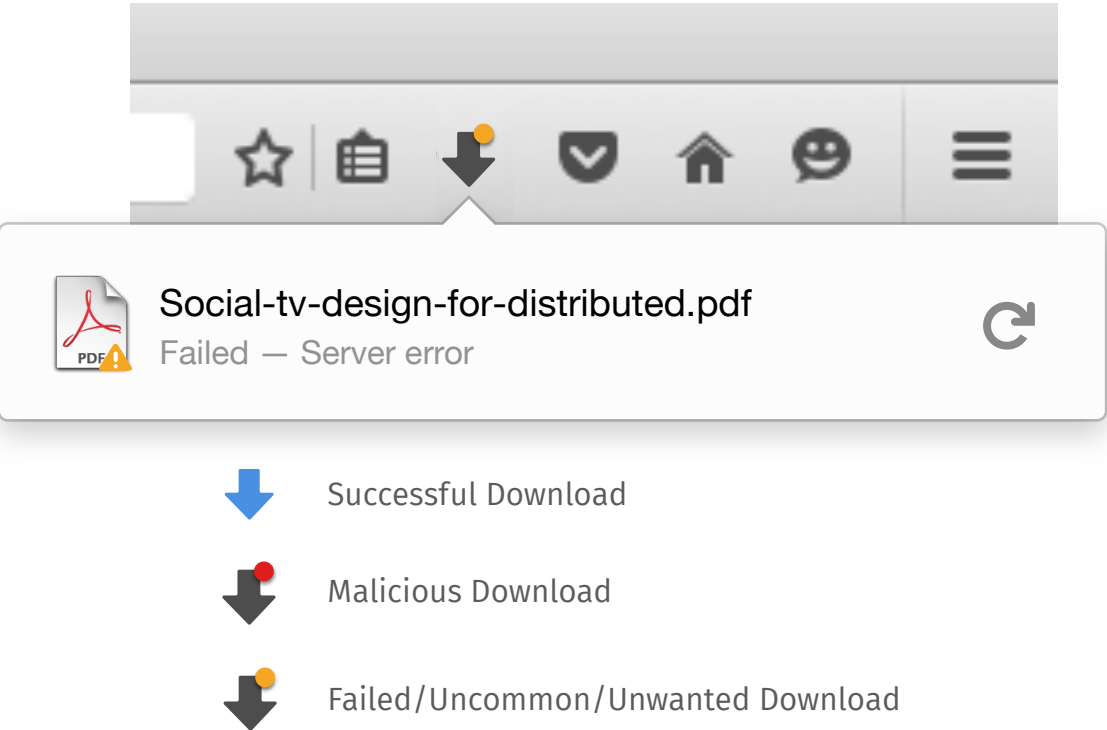 Social-tv-design-for-distributed.pdf
PDF
Failed — Server error
Successful Download
Malicious Download
Failed/Uncommon/Unwanted Download